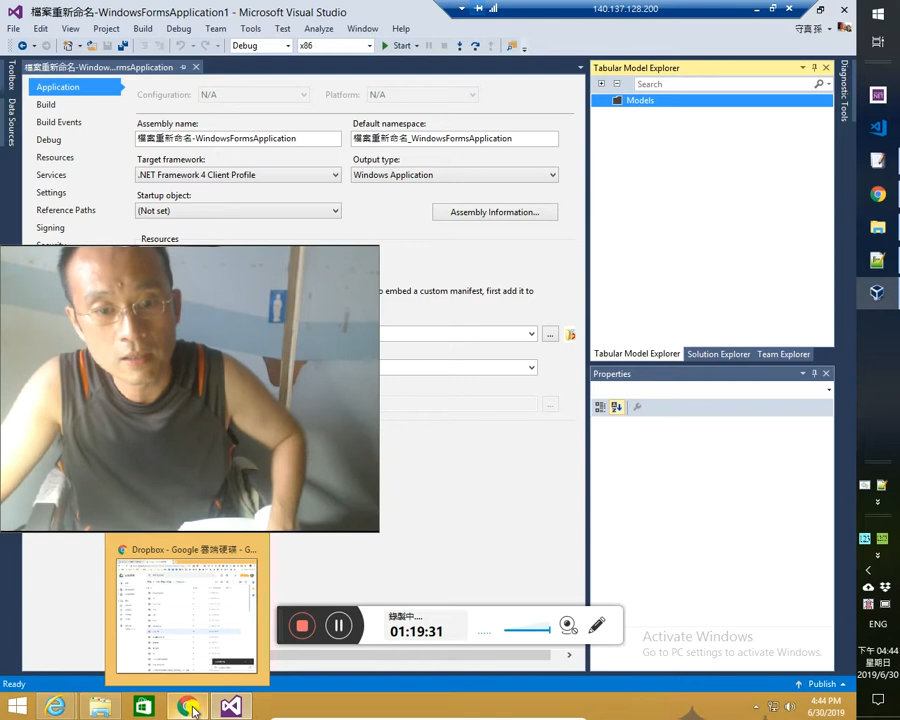 檔案重新命名 - WindowsFormsApplication1 - Microsoft Visual Studio
140.137.128.200
File Edit View Project Build Debug Team Tools Test Analyze Window Help
守真孫
Debug x86 Start
檔案重新命名-Window...rmsApplication
Toolbox
Data Sources
Application
Build
Build Events
Debug
Resources
Services
Settings
Reference Paths
Signing
Configuration: N/A Platform: N/A
Assembly name: Default namespace:
檔案重新命名-WindowsFormsApplication 檔案重新命名_WindowsFormsApplication
Target framework: Output type:
.NET Framework 4 Client Profile Windows Application
Startup object:
(Not set) Assembly Information...
Resources
o embed a custom manifest, first add it to
...
...
Tabular Model Explorer
Search
Models
Diagnostic Tools
Tabular Model Explorer Solution Explorer Team Explorer
Properties
Dropbox - Google 雲端硬碟 - G...
錄製中....
01:19:31
Activate Windows
Go to PC settings to activate Windows.
Ready
Publish
4:44 PM
6/30/2019
ENG
下午 04:44
星期日
2019/6/30